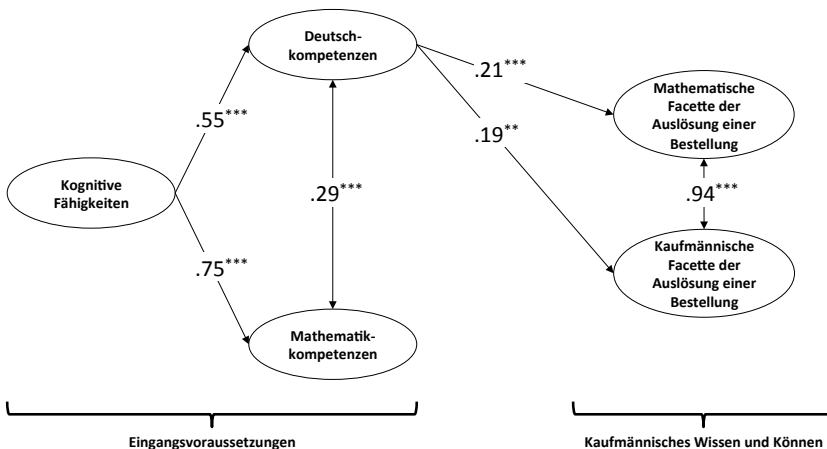 Deutsch-
kompetenzen
.21***
Mathematische
Facette der
Auslösung einer
Bestellung
.55***
.19**
Kognitive
Fähigkeiten
.29***
.94***
Kaufmännische
Facette der
Auslösung einer
Bestellung
.75***
Mathematik-
kompetenzen
Eingangsvoraussetzungen
Kaufmännisches Wissen und Können